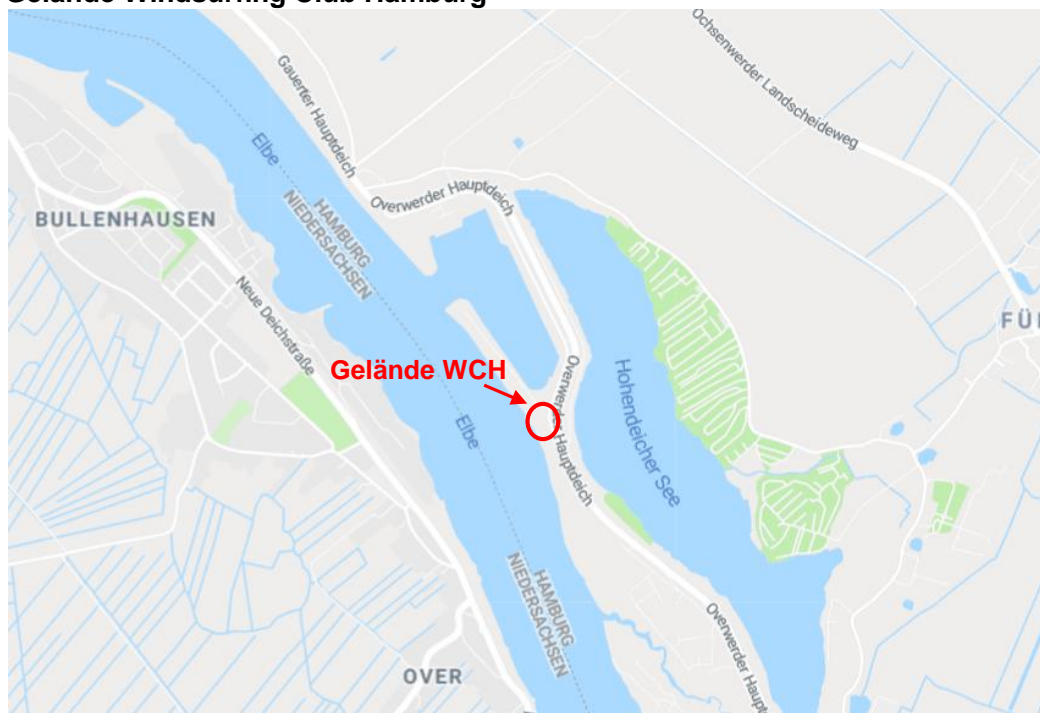 Gelände Windsurfing Club Hamburg
Gauerter Hauptdeich
Ochsenwerder Landscheideweg
Elbe
Overwerder Hauptdeich
BULLENHAUSEN
HAMBURG
NIEDERSACHSEN
Neue Deichstraße
FÜ
Gelände WCH
Overwerder Hauptdeich
Hohendeicher See
Elbe
HAMBURG
NIEDERSACHSEN
Overwerder Haupt
OVER